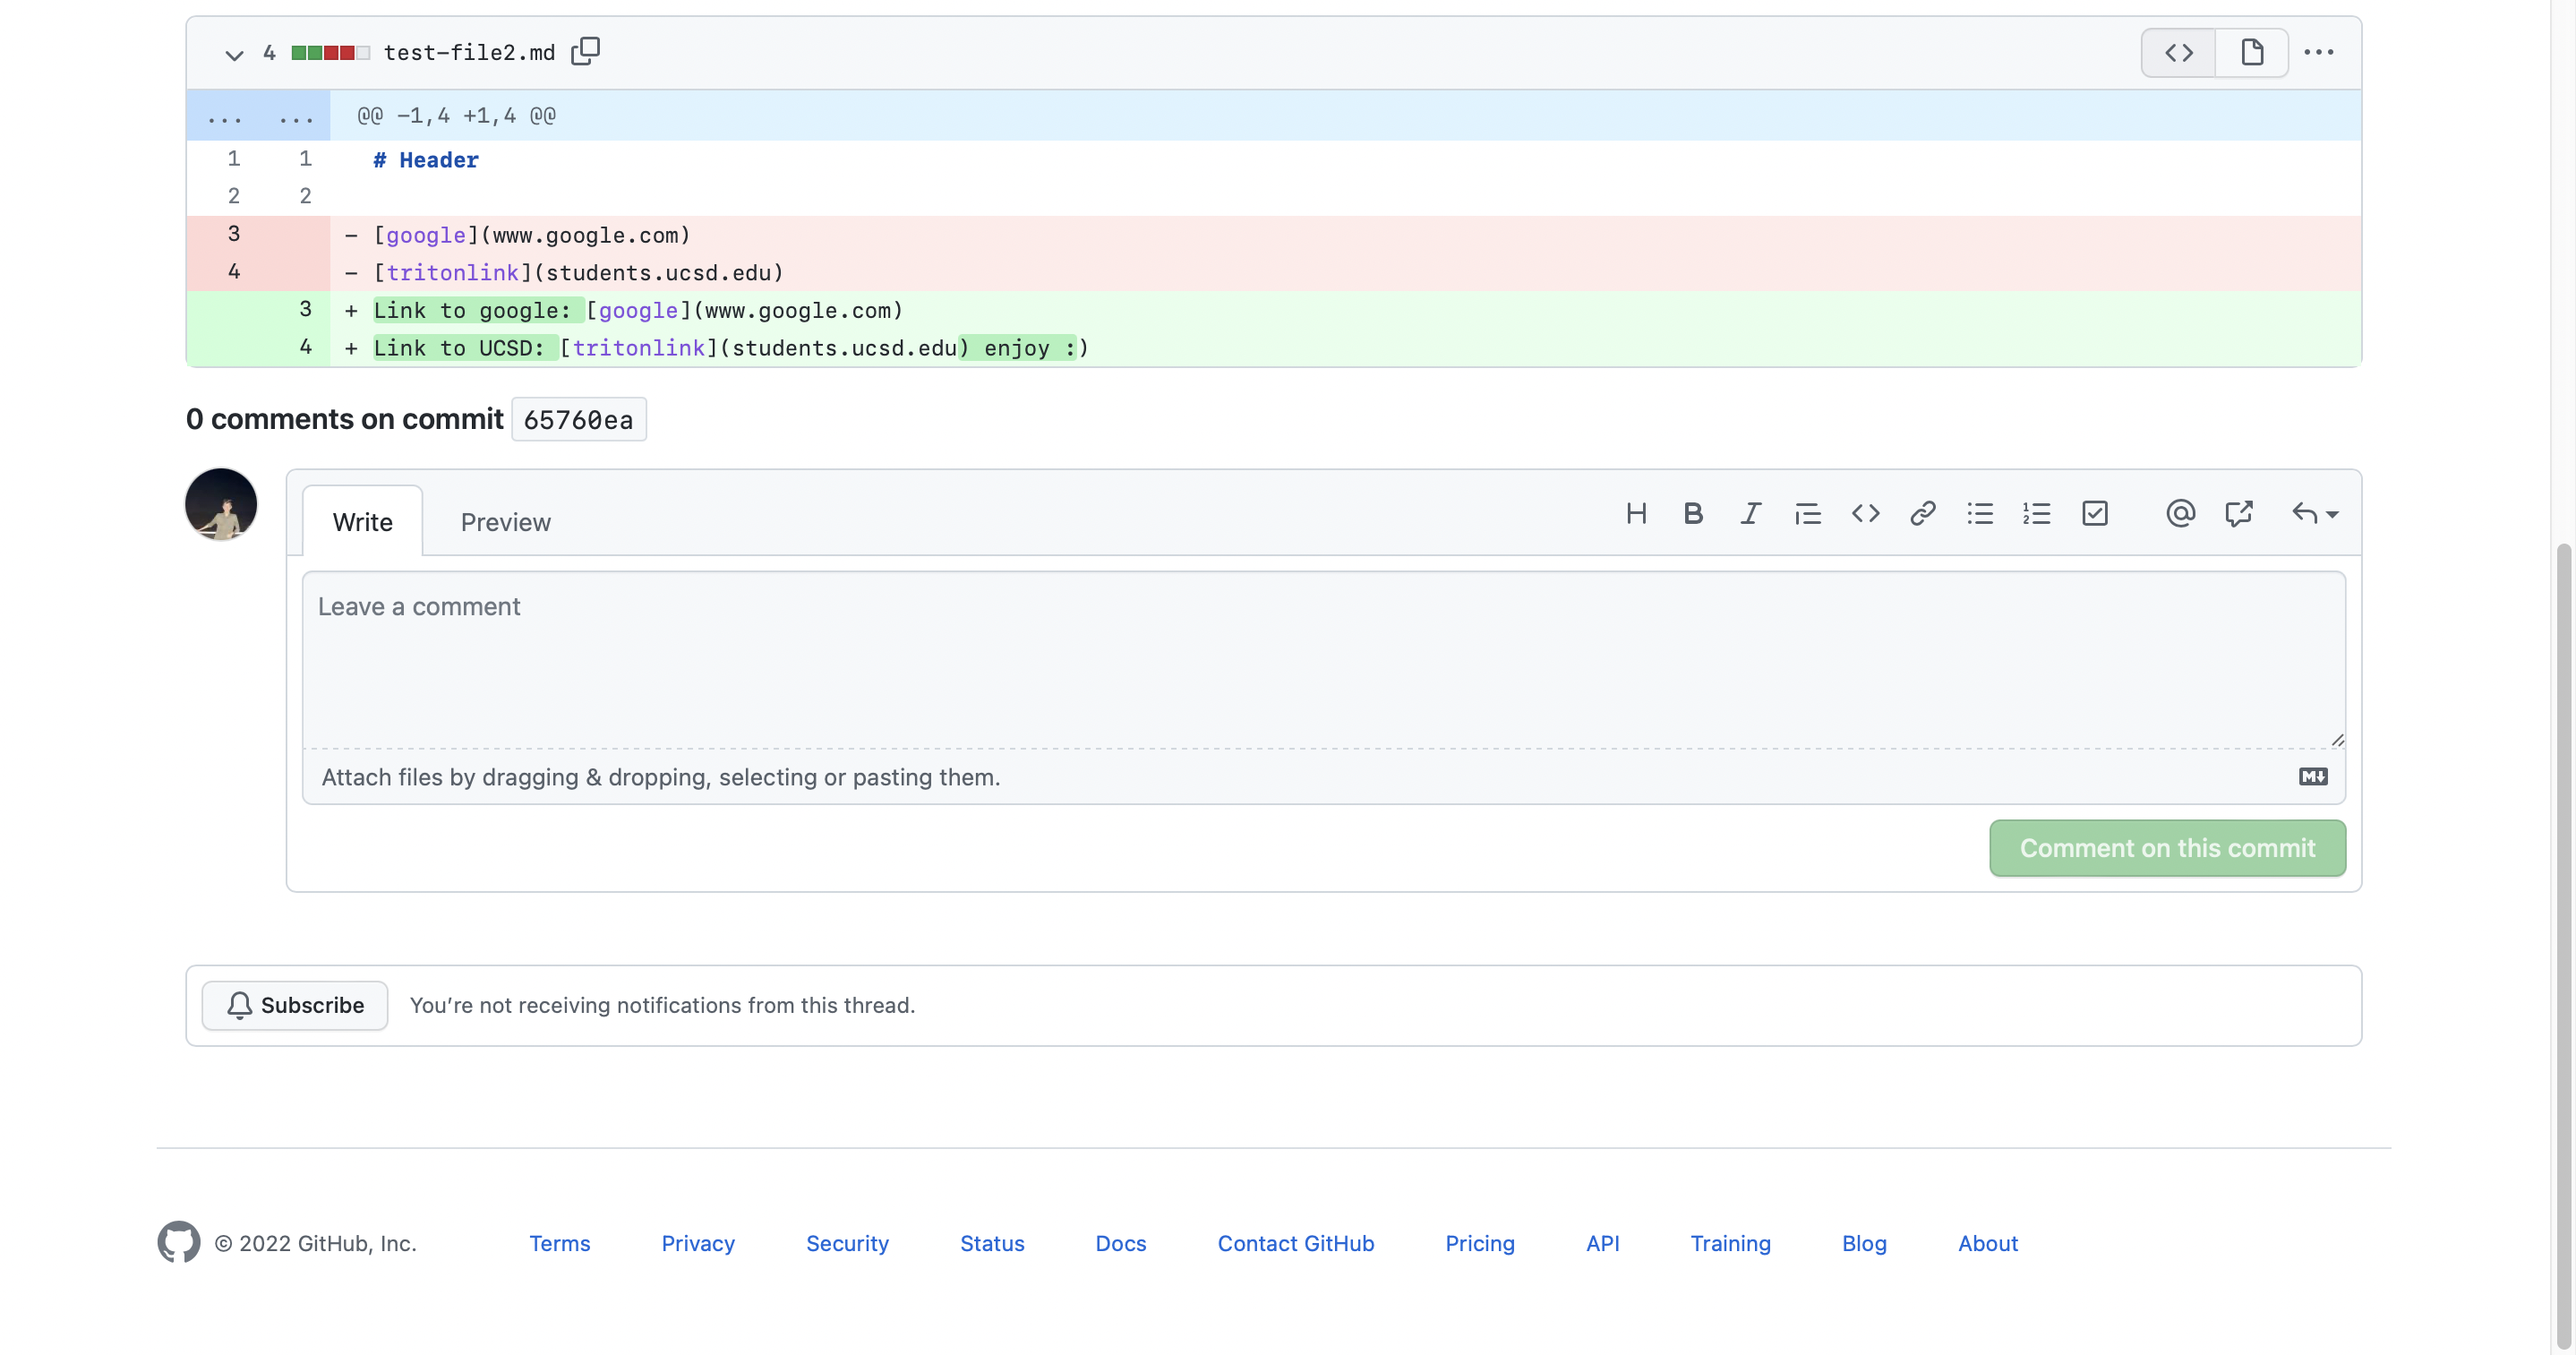 4 test-file2.md
... ... @@ -1,4 +1,4 @@
1 1 # Header
2 2
3 - [google](www.google.com)
4 - [tritonlink](students.ucsd.edu)
3 + Link to google: [google](www.google.com)
4 + Link to UCSD: [tritonlink](students.ucsd.edu) enjoy :)
0 comments on commit 65760ea
Write Preview
Leave a comment
Attach files by dragging & dropping, selecting or pasting them.
Comment on this commit
Subscribe You're not receiving notifications from this thread.
© 2022 GitHub, Inc. Terms Privacy Security Status Docs Contact GitHub Pricing API Training Blog About